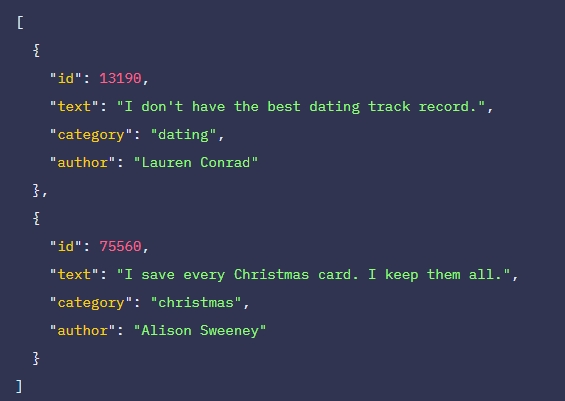 [
  {
    "id": 13190,
    "text": "I don't have the best dating track record.",
    "category": "dating",
    "author": "Lauren Conrad"
  },
  {
    "id": 75560,
    "text": "I save every Christmas card. I keep them all.",
    "category": "christmas",
    "author": "Alison Sweeney"
  }
]